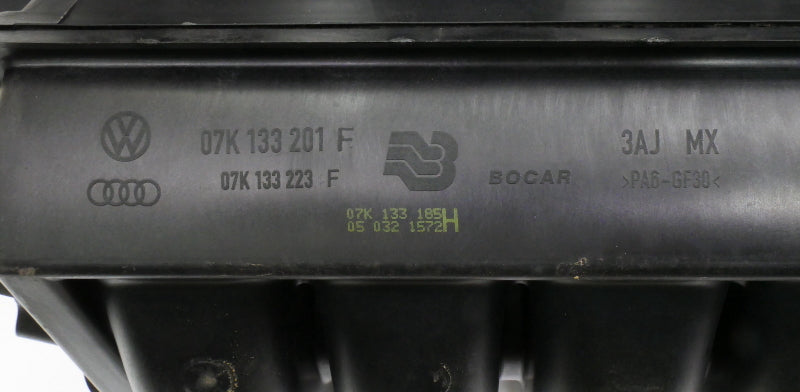 07K 133 201 F
07K 133 223 F
BOCAR
3AJ MX
>PA6-GF30<
07K 133 185H
05 032 1572